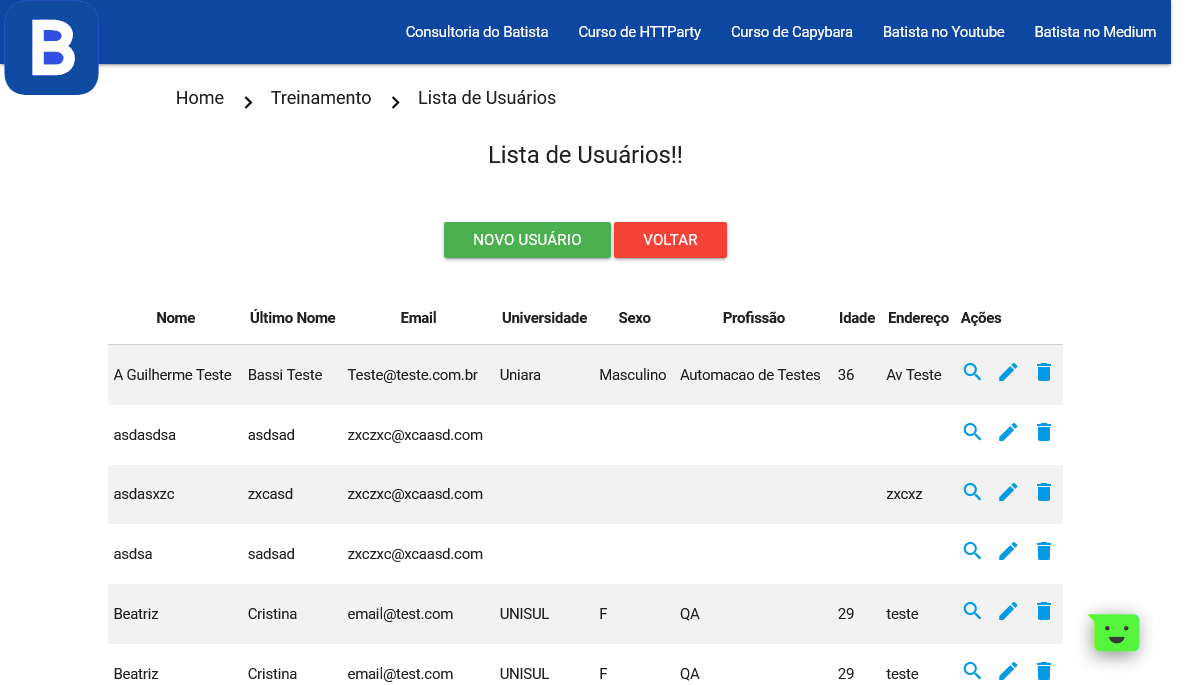 B
Consultoria do Batista Curso de HTTParty Curso de Capybara Batista no Youtube Batista no Medium
Home Treinamento Lista de Usuários
Lista de Usuários!!
NOVO USUÁRIO VOLTAR
Nome Último Nome Email Universidade Sexo Profissão Idade Endereço Ações
A Guilherme Teste Bassi Teste Teste@teste.com.br Uniara Masculino Automacao de Testes 36 Av Teste
asdasdsa asdsad zxczxc@xcaasd.com
asdasxzc zxcasd zxczxc@xcaasd.com zxcxz
asdsa sadsad zxczxc@xcaasd.com
Beatriz Cristina email@test.com UNISUL F QA 29 teste
Beatriz Cristina email@test.com UNISUL F QA 29 teste